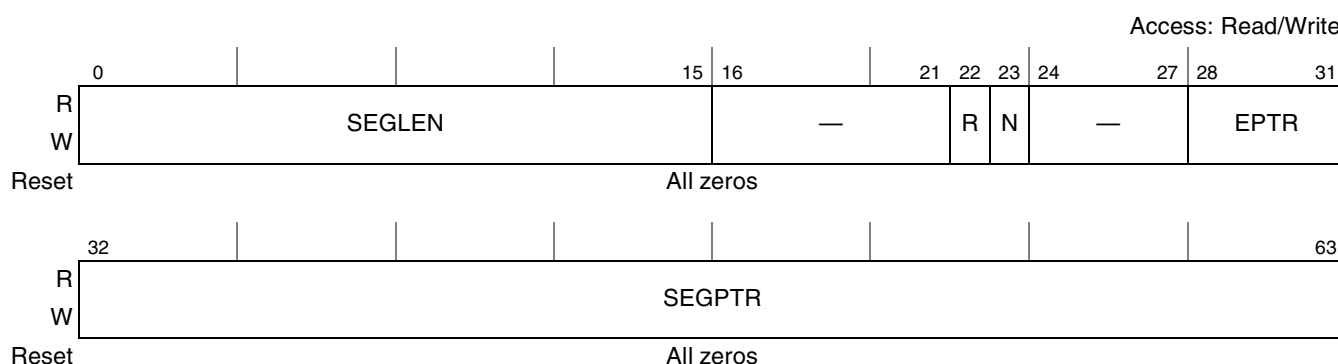 Access: Read/Write
0 15 16 21 22 23 24 27 28 31
R
SEGLEN — R N — EPTR
W
Reset All zeros
32 63
R
SEGPTR
W
Reset All zeros